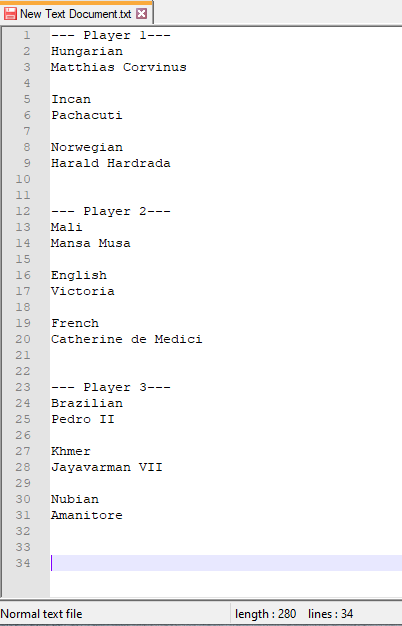 New Text Document.txt
1 --- Player 1---
2 Hungarian
3 Matthias Corvinus
4
5 Incan
6 Pachacuti
7
8 Norwegian
9 Harald Hardrada
10
11
12 --- Player 2---
13 Mali
14 Mansa Musa
15
16 English
17 Victoria
18
19 French
20 Catherine de Medici
21
22
23 --- Player 3---
24 Brazilian
25 Pedro II
26
27 Khmer
28 Jayavarman VII
29
30 Nubian
31 Amanitore
32
33
34
Normal text file length : 280 lines : 34